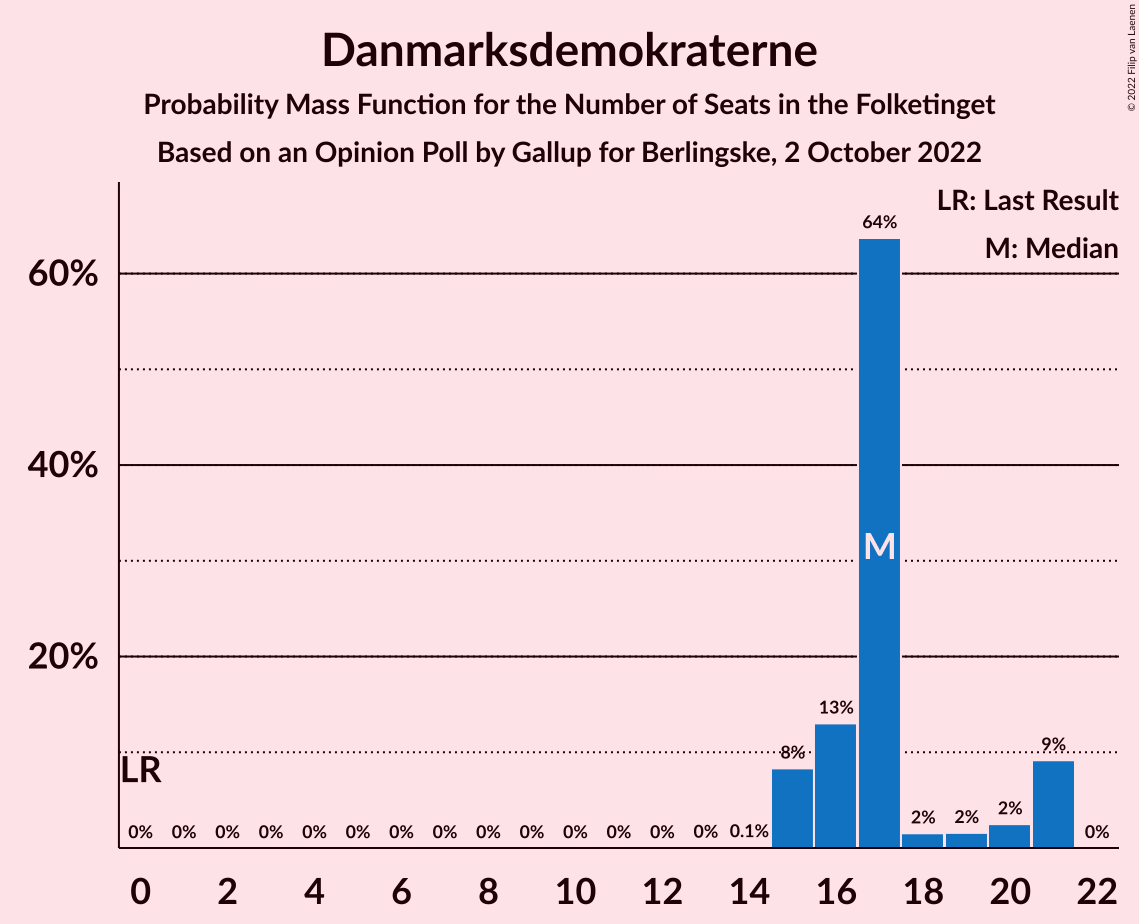 © 2022 Filip van Laenen
Danmarksdemokraterne
Probability Mass Function for the Number of Seats in the Folketinget
Based on an Opinion Poll by Gallup for Berlingske, 2 October 2022
LR: Last Result
M: Median
64%
60%
40%
M
20%
13%
8%
9%
LR
0% 0% 0% 0% 0% 0% 0% 0% 0% 0% 0% 0% 0% 0% 0.1% 2% 2% 2% 0%
0 2 4 6 8 10 12 14 16 18 20 22